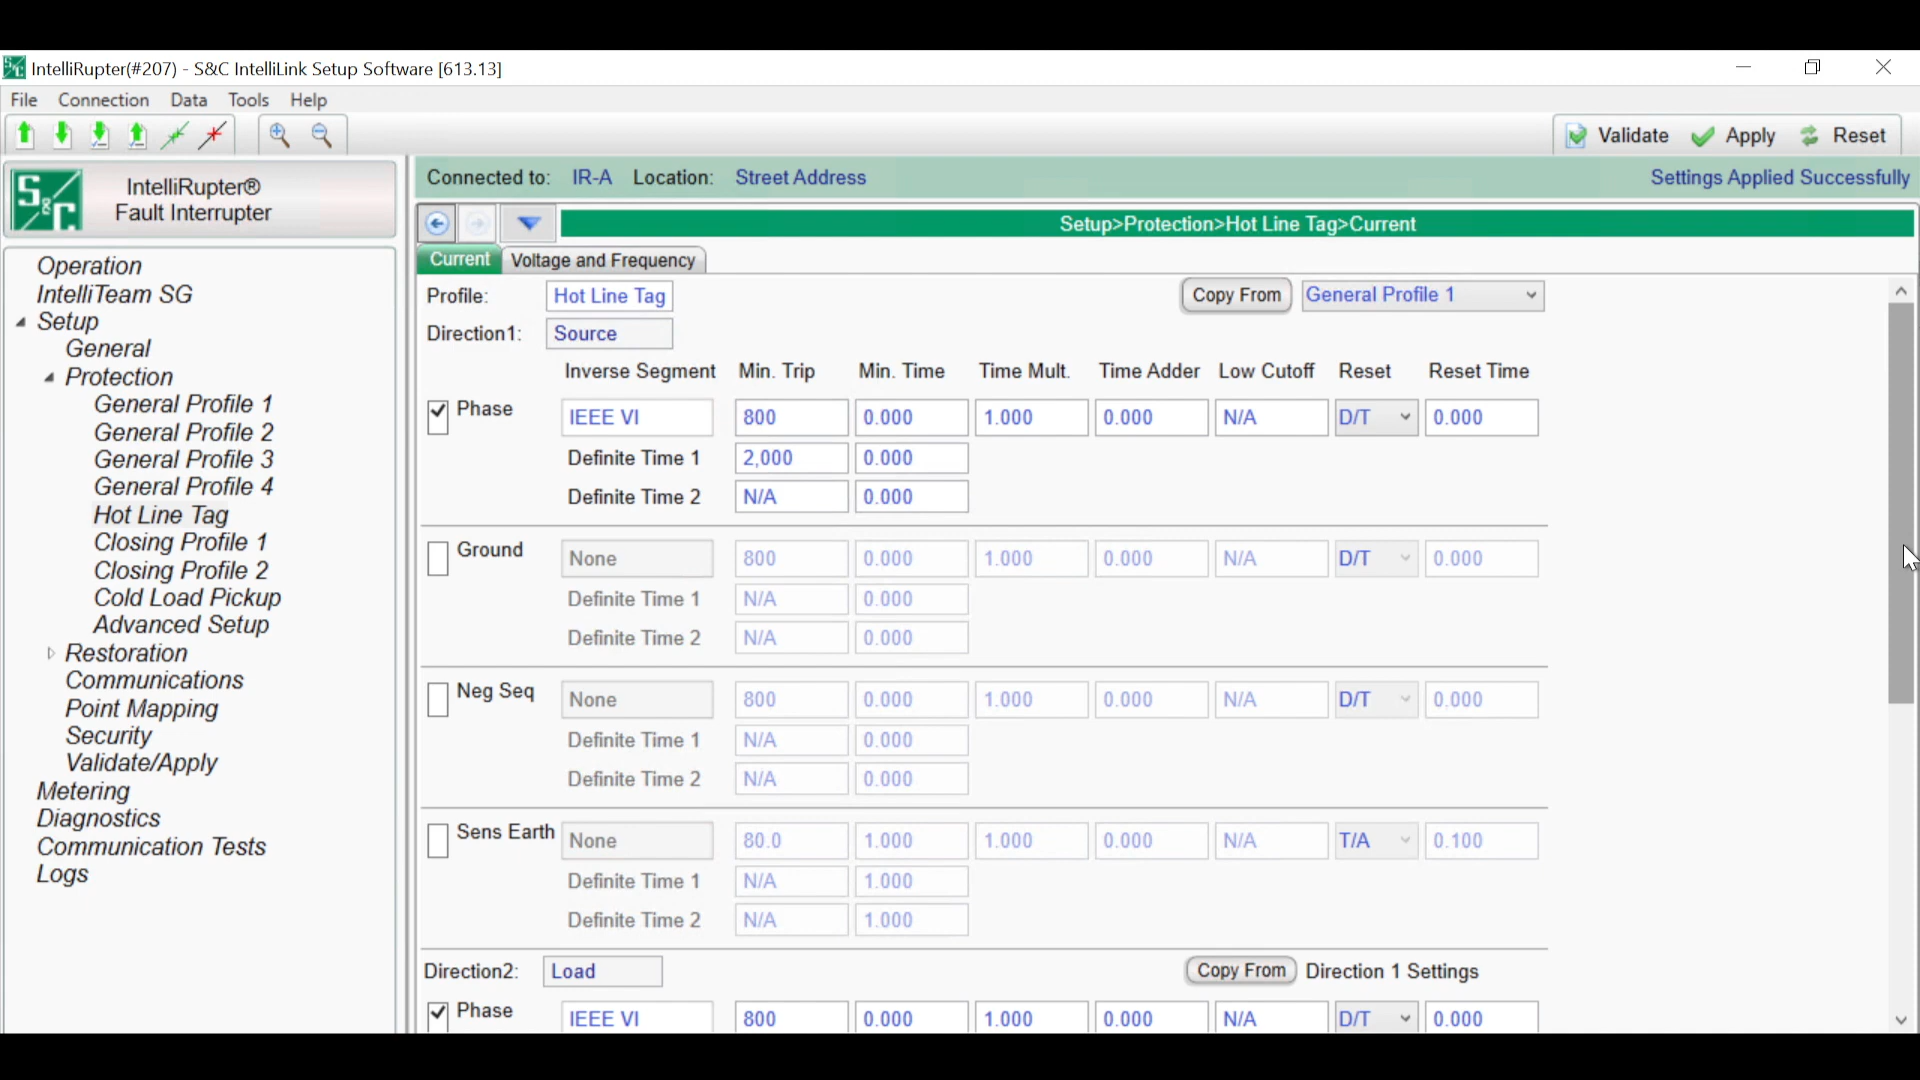 IntelliRupter(#207) - S&C IntelliLink Setup Software [613.13]
File Connection Data Tools Help
Validate Apply Reset
S&C
IntelliRupter®
Fault Interrupter
Connected to: IR-A Location: Street Address Settings Applied Successfully
Setup>Protection>Hot Line Tag>Current
Current Voltage and Frequency
Operation
IntelliTeam SG
Setup
General
Protection
General Profile 1
General Profile 2
General Profile 3
General Profile 4
Hot Line Tag
Closing Profile 1
Closing Profile 2
Cold Load Pickup
Advanced Setup
Restoration
Communications
Point Mapping
Security
Validate/Apply
Metering
Diagnostics
Communication Tests
Logs
Profile: Hot Line Tag Copy From General Profile 1
Direction1: Source
Inverse Segment Min. Trip Min. Time Time Mult. Time Adder Low Cutoff Reset Reset Time
Phase IEEE VI 800 0.000 1.000 0.000 N/A D/T 0.000
Definite Time 1 2,000 0.000
Definite Time 2 N/A 0.000
Ground None 800 0.000 1.000 0.000 N/A D/T 0.000
Definite Time 1 N/A 0.000
Definite Time 2 N/A 0.000
Neg Seq None 800 0.000 1.000 0.000 N/A D/T 0.000
Definite Time 1 N/A 0.000
Definite Time 2 N/A 0.000
Sens Earth None 80.0 1.000 1.000 0.000 N/A T/A 0.100
Definite Time 1 N/A 1.000
Definite Time 2 N/A 1.000
Direction2: Load Copy From Direction 1 Settings
Phase IEEE VI 800 0.000 1.000 0.000 N/A D/T 0.000